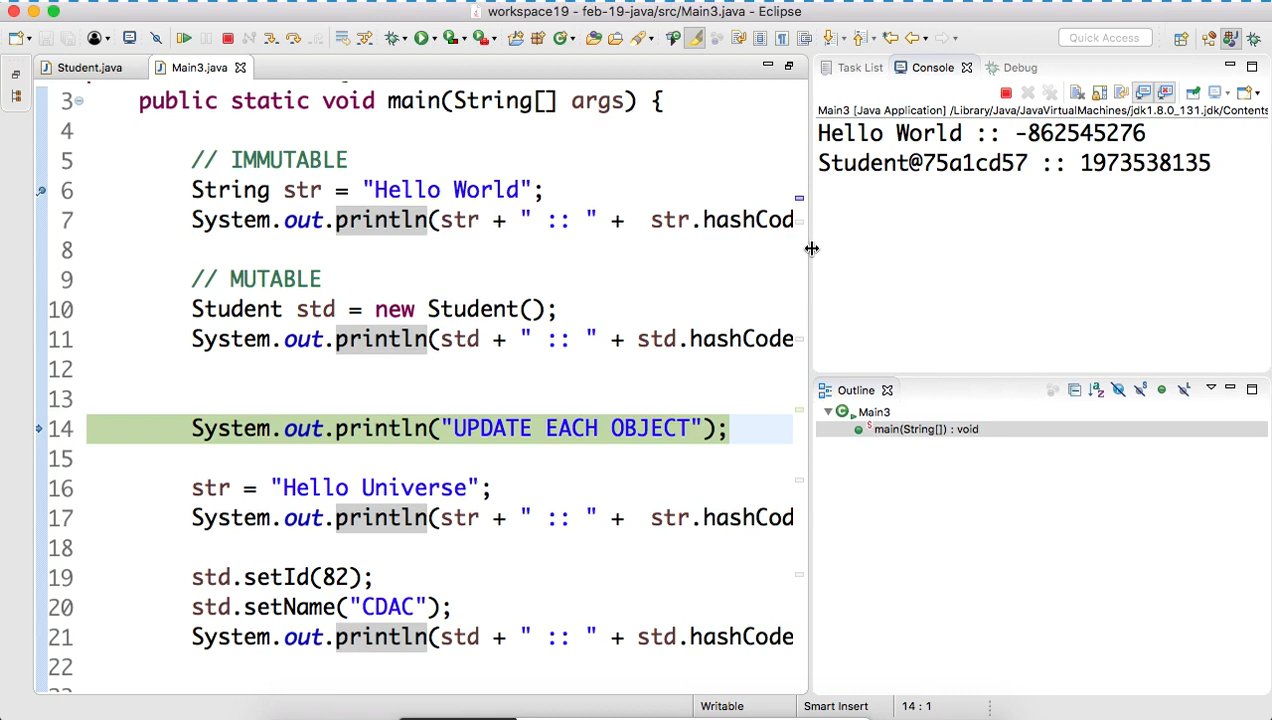 workspace19 - feb-19-java/src/Main3.java - Eclipse
Quick Access
Student.java
Main3.java
3 public static void main(String[] args) {
4
5 // IMMUTABLE
6 String str = "Hello World";
7 System.out.println(str + " :: " +  str.hashCod
8
9 // MUTABLE
10 Student std = new Student();
11 System.out.println(std + " :: " + std.hashCode
12
13
14 System.out.println("UPDATE EACH OBJECT");
15
16 str = "Hello Universe";
17 System.out.println(str + " :: " +  str.hashCod
18
19 std.setId(82);
20 std.setName("CDAC");
21 System.out.println(std + " :: " + std.hashCode
22
Task List
Console
Debug
Main3 [Java Application] /Library/Java/JavaVirtualMachines/jdk1.8.0_131.jdk/Contents
Hello World :: -862545276
Student@75a1cd57 :: 1973538135
Outline
Main3
main(String[]) : void
Writable
Smart Insert
14 : 1